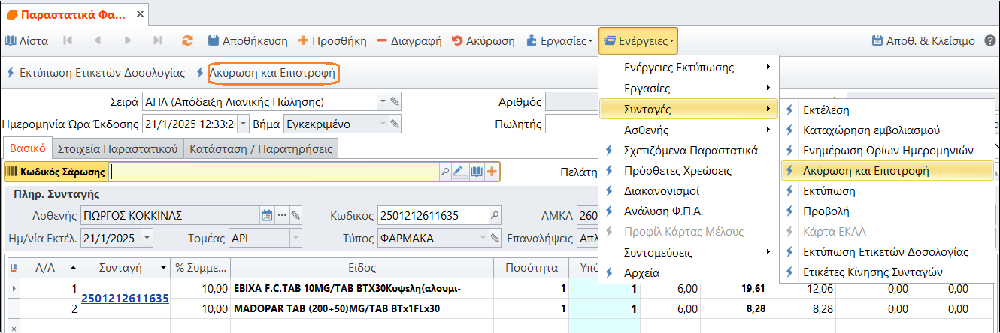 Παραστατικά Φα... ×
Λίστα Αποθήκευση Προσθήκη Διαγραφή Ακύρωση Εργασίες Ενέργειες Αποθ. & Κλείσιμο
Εκτύπωση Ετικετών Δοσολογίας Ακύρωση και Επιστροφή
Ενέργειες Εκτύπωσης
Εργασίες
Συνταγές
Ασθενής
Σχετιζόμενα Παραστατικά
Πρόσθετες Χρεώσεις
Διακανονισμοί
Ανάλυση Φ.Π.Α.
Προφίλ Κάρτας Μέλους
Συντομεύσεις
Αρχεία
Εκτέλεση
Καταχώρηση εμβολιασμού
Ενημέρωση Ορίων Ημερομηνιών
Ακύρωση και Επιστροφή
Εκτύπωση
Προβολή
Κάρτα ΕΚΑΑ
Εκτύπωση Ετικετών Δοσολογίας
Ετικέτες Κίνησης Συνταγών
Σειρά ΑΠΛ (Απόδειξη Λιανικής Πώλησης) Αριθμός
Ημερομηνία Ώρα Έκδοσης 21/1/2025 12:33:2 Βήμα Εγκεκριμένο Πωλητής
Βασικό Στοιχεία Παραστατικού Κατάσταση / Παρατηρήσεις
Κωδικός Σάρωσης Πελάτη
Πληρ. Συνταγής
Ασθενής ΓΙΩΡΓΟΣ ΚΟΚΚΙΝΑΣ Κωδικός 2501212611635 ΑΜΚΑ 260
Ημ/νία Εκτέλ. 21/1/2025 Τομέας ΑΡΙ Τύπος ΦΑΡΜΑΚΑ Επαναλήψεις Απλ
Α/Α Συνταγή % Συμμε... Είδος Ποσότητα Υπό
1 2501212611635 10,00 EBIXA F.C.TAB 10MG/TAB BTX30Κυψελη(αλουμι- 1 1 6,00 19,61 12,06 0,00 0,00
2 10,00 MADOPAR TAB (200+50)MG/TAB BTx1FLx30 1 1 6,00 8,28 8,28 0,00 0,00